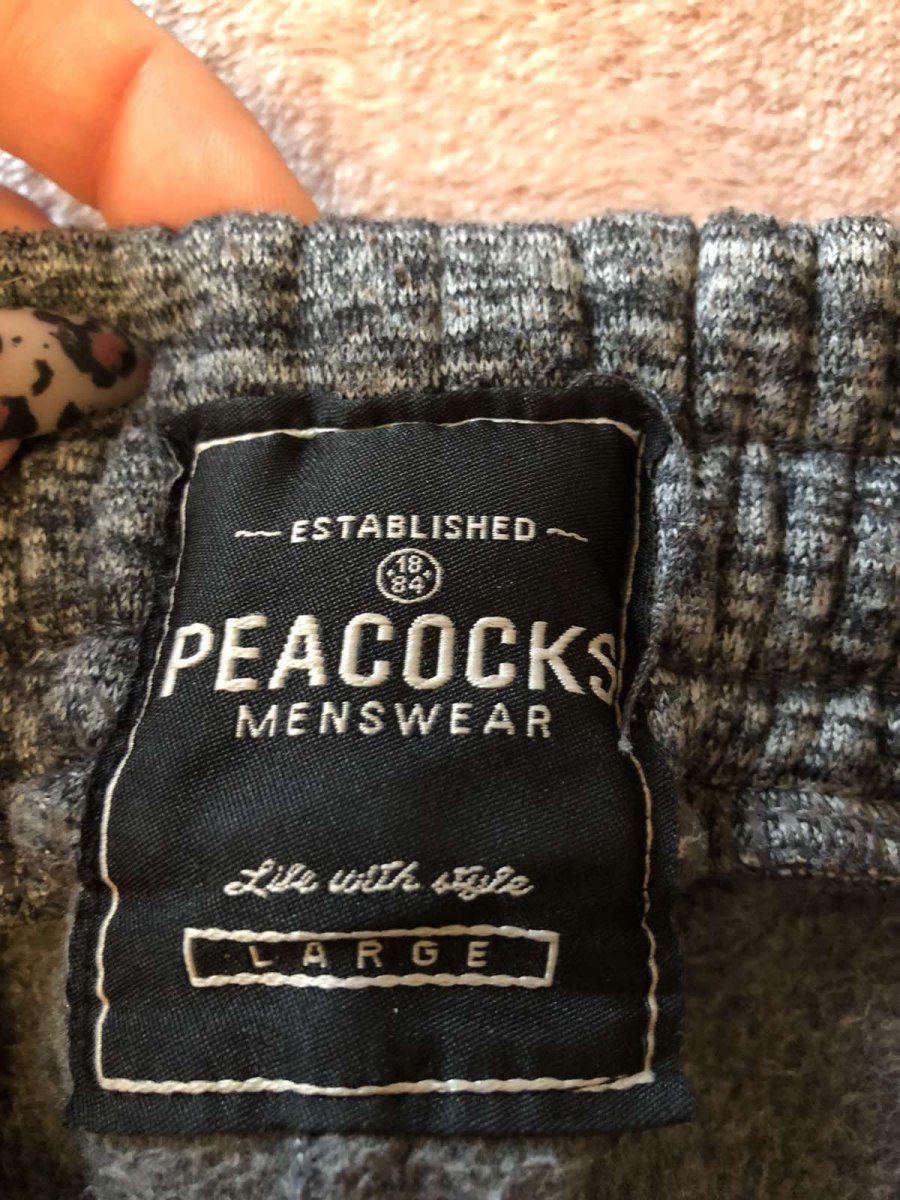 ESTABLISHED
18
84
PEACOCKS
MENSWEAR
Life with style
LARGE